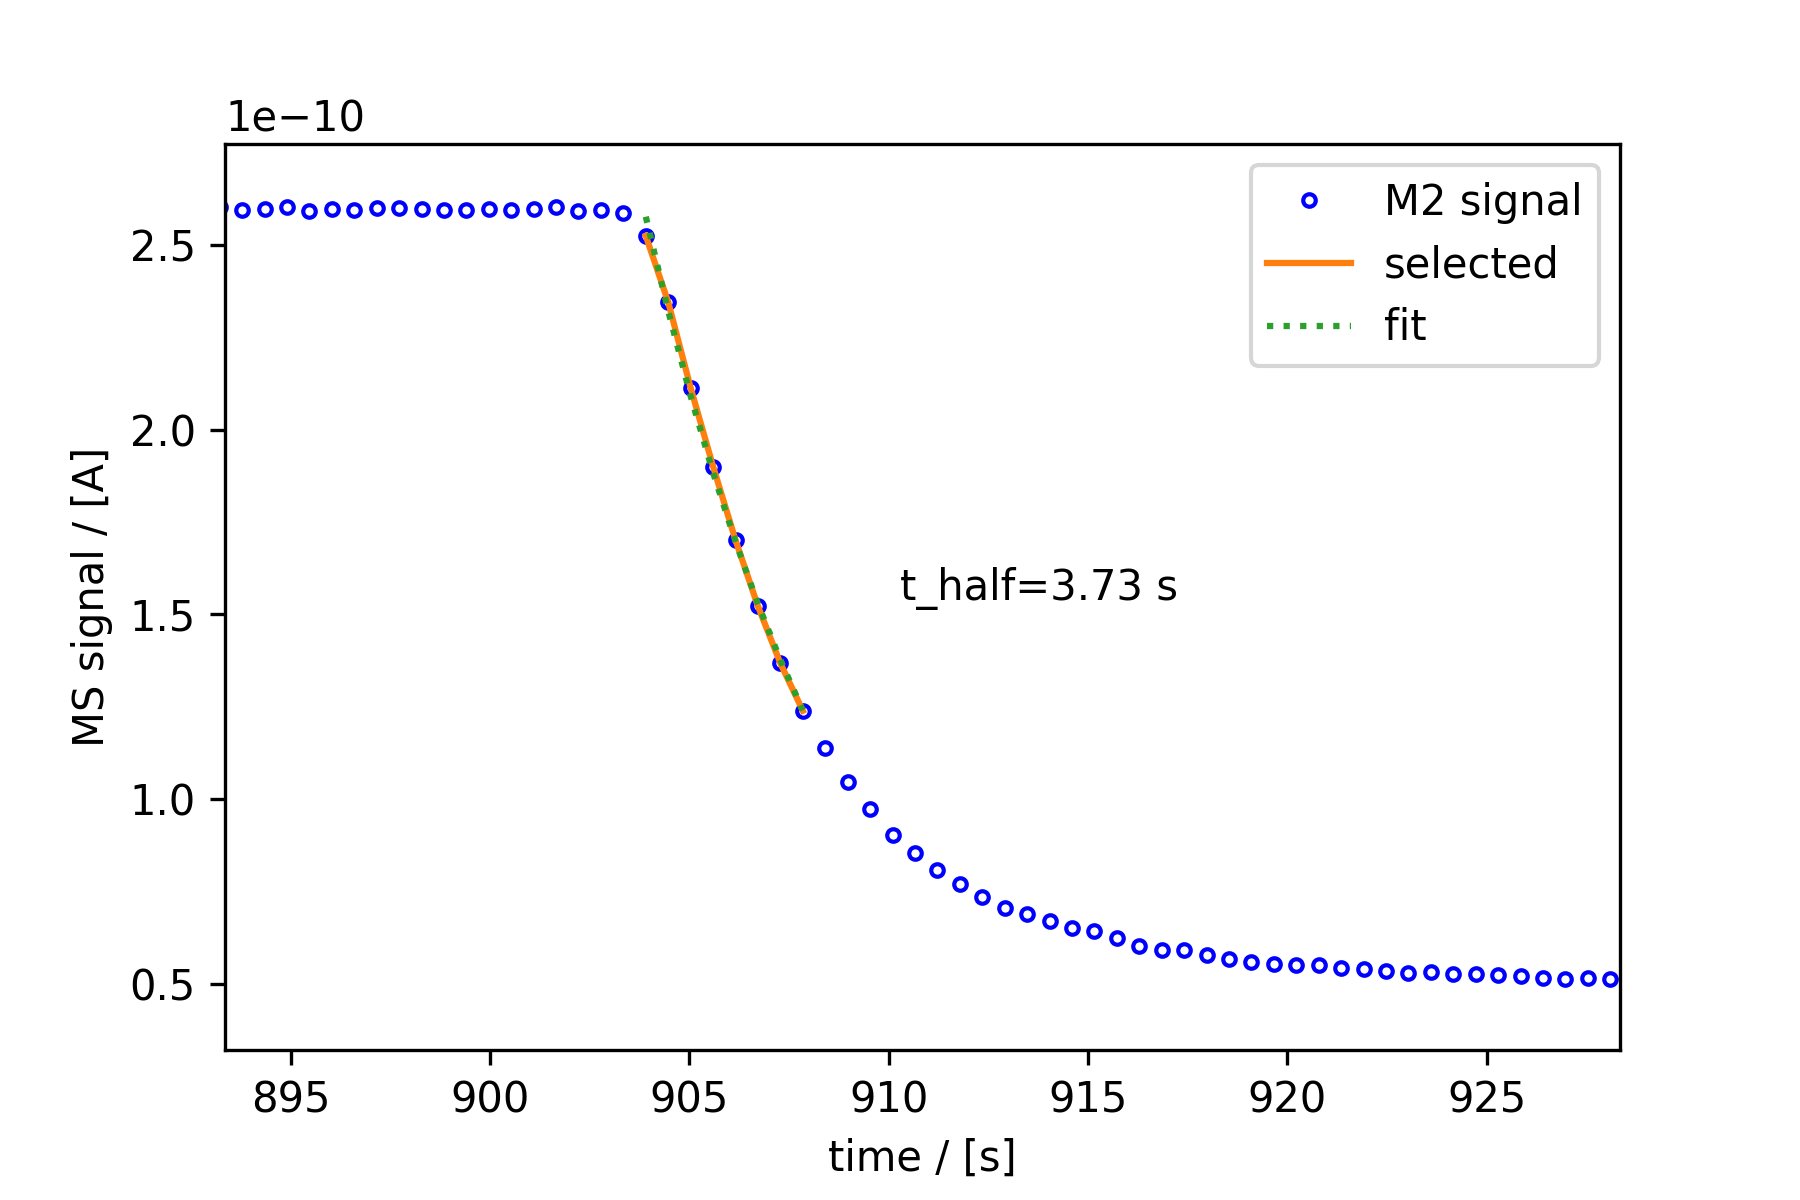 1e−10
M2 signal
selected
fit
2.5
2.0
1.5
1.0
0.5
MS signal / [A]
t_half=3.73 s
895 900 905 910 915 920 925
time / [s]